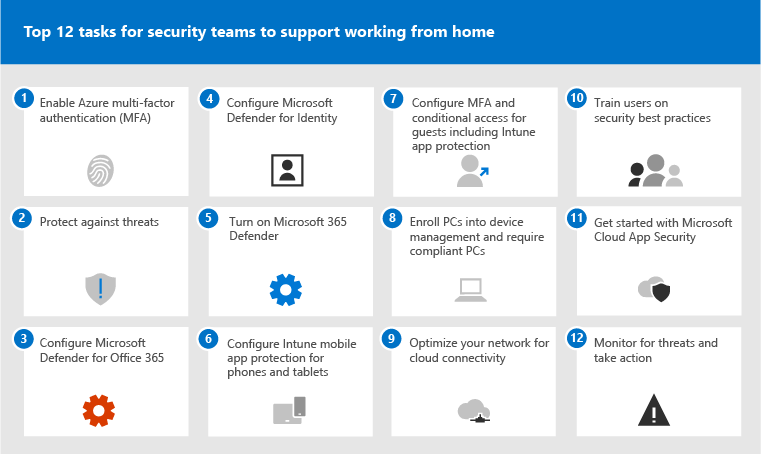 Top 12 tasks for security teams to support working from home
1
Enable Azure multi-factor
authentication (MFA)
2
Protect against threats
3
Configure Microsoft
Defender for Office 365
4
Configure Microsoft
Defender for Identity
5
Turn on Microsoft 365
Defender
6
Configure Intune mobile
app protection for
phones and tablets
7
Configure MFA and
conditional access for
guests including Intune
app protection
8
Enroll PCs into device
management and require
compliant PCs
9
Optimize your network for
cloud connectivity
10
Train users on
security best practices
11
Get started with Microsoft
Cloud App Security
12
Monitor for threats and
take action